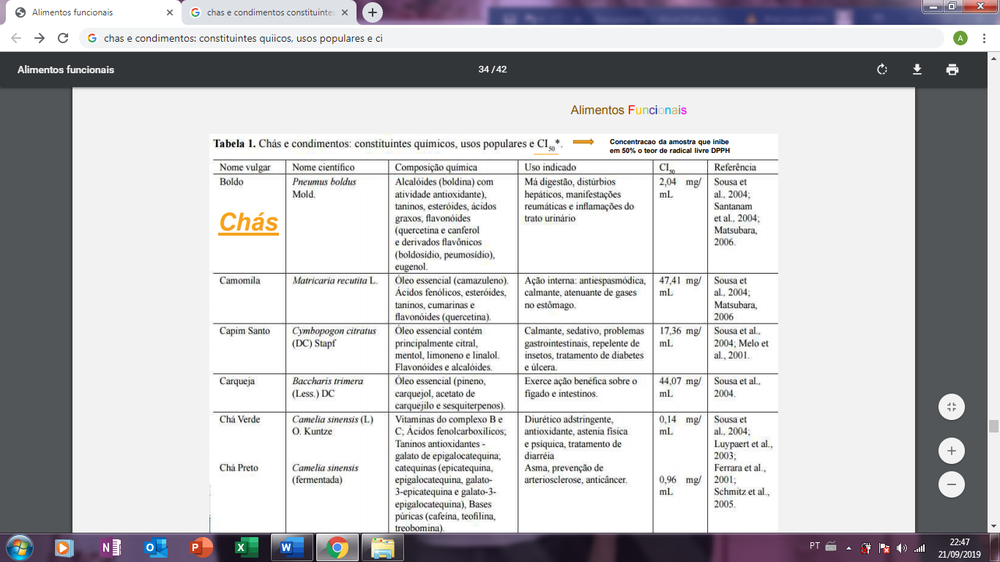 Alimentos funcionais
chas e condimentos constituintes
chas e condimentos: constituintes quiicos, usos populares e ci
A
Alimentos funcionais
34 / 42
Alimentos Funcionais
Tabela 1. Chás e condimentos: constituintes químicos, usos populares e CI50*.
Concentracao da amostra que inibe
em 50% o teor de radical livre DPPH
Nome vulgar
Nome científico
Composição química
Uso indicado
CI50
Referência
Boldo
Chás
Pneumus boldus
Mold.
Alcalóides (boldina) com
atividade antioxidante),
taninos, esteróides, ácidos
graxos, flavonóides
(quercetina e canferol
e derivados flavônicos
(boldosídio, peumosídio),
eugenol.
Má digestão, distúrbios
hepáticos, manifestações
reumáticas e inflamações do
trato urinário
2,04 mg/
mL
Sousa et
al., 2004;
Santanam
et al., 2004;
Matsubara,
2006.
Camomila
Matricaria recutita L.
Óleo essencial (camazuleno).
Ácidos fenólicos, esteróides,
taninos, cumarinas e
flavonóides (quercetina).
Ação interna: antiespasmódica,
calmante, atenuante de gases
no estômago.
47,41 mg/
mL
Sousa et
al., 2004;
Matsubara,
2006
Capim Santo
Cymbopogon citratus
(DC) Stapf
Óleo essencial contém
principalmente citral,
mentol, limoneno e linalol.
Flavonóides e alcalóides.
Calmante, sedativo, problemas
gastrointestinais, repelente de
insetos, tratamento de diabetes
e úlcera.
17,36 mg/
mL
Sousa et al.,
2004; Melo et
al., 2001.
Carqueja
Baccharis trimera
(Less.) DC
Óleo essencial (pineno,
carquejol, acetato de
carquejilo e sesquiterpenos).
Exerce ação benéfica sobre o
fígado e intestinos.
44,07 mg/
mL
Sousa et al.,
2004.
Chá Verde
Camelia sinensis (L)
O. Kuntze
Vitaminas do complexo B e
C; Ácidos fenolcarboxílicos;
Taninos antioxidantes -
galato de epigalocatequina;
catequinas (epicatequina,
epigalocatequina, galato-
3-epicatequina e galato-3-
epigalocatequina), Bases
púricas (cafeína, teofilina,
treobomina).
Diurético adstringente,
antioxidante, astenia física
e psíquica, tratamento de
diarréia
0,14 mg/
mL
Sousa et
al., 2004;
Luypaert et al.,
2003;
Ferrara et al.,
2001;
Schmitz et al.,
2005.
Chá Preto
Camelia sinensis
(fermentada)
Asma, prevenção de
arteriosclerose, anticâncer.
0,96 mg/
mL
PT
22:47
21/09/2019